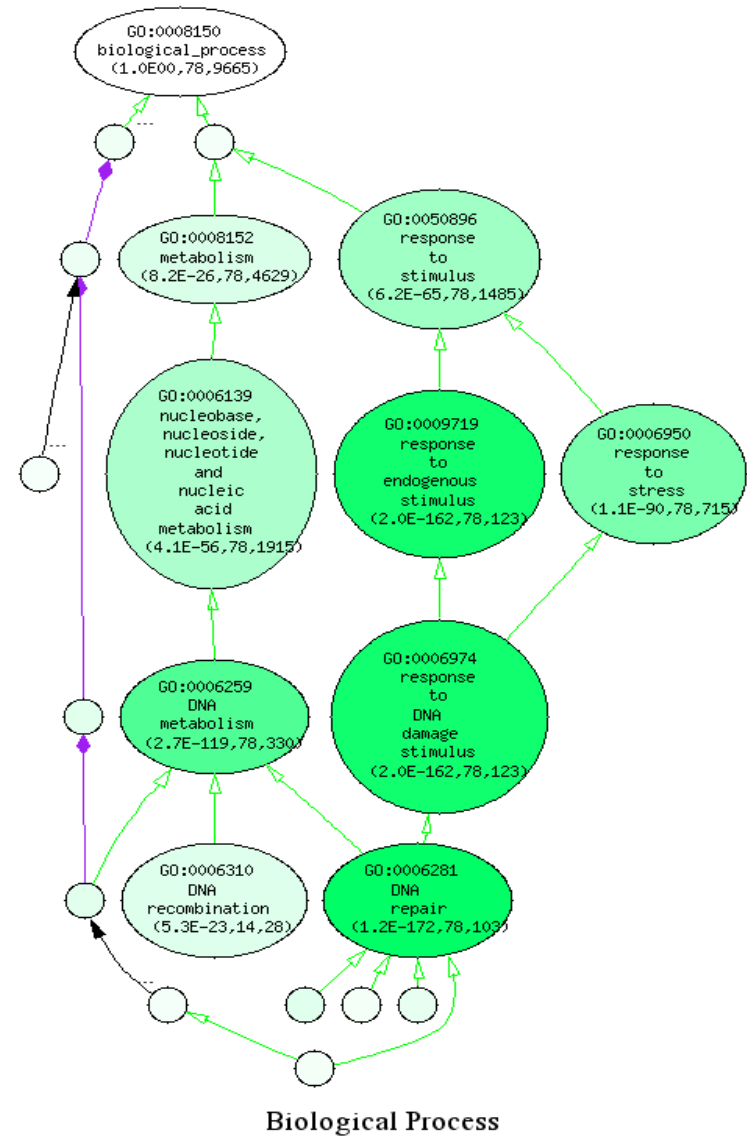 GO:0008150
biological_process
(1.0E00,78,9665)
GO:0008152
metabolism
(8.2E-26,78,4629)
GO:0050896
response
to
stimulus
(6.2E-65,78,1485)
GO:0006139
nucleobase,
nucleoside,
nucleotide
and
nucleic
acid
metabolism
(4.1E-56,78,1915)
GO:0009719
response
to
endogenous
stimulus
(2.0E-162,78,123)
GO:0006950
response
to
stress
(1.1E-90,78,715)
GO:0006259
DNA
metabolism
(2.7E-119,78,330)
GO:0006974
response
to
DNA
damage
stimulus
(2.0E-162,78,123)
GO:0006310
DNA
recombination
(5.3E-23,14,28)
GO:0006281
DNA
repair
(1.2E-172,78,103)
Biological Process